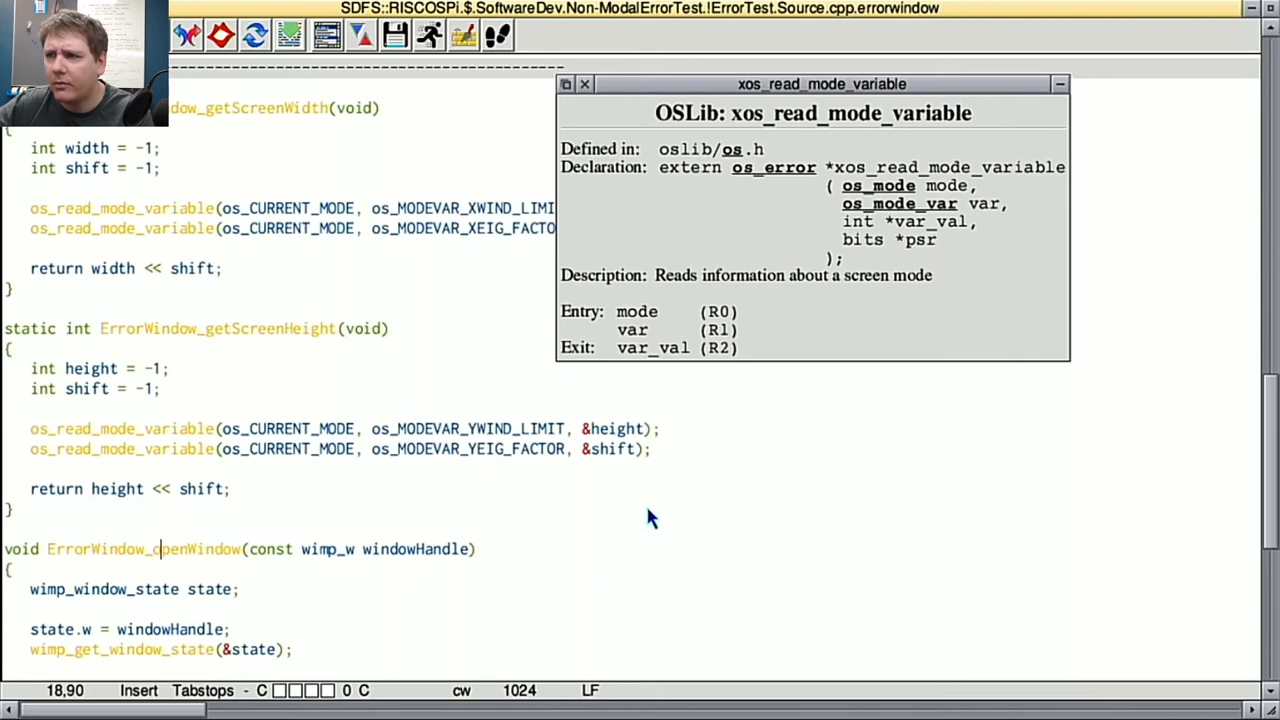 SDFS::RISCOSPi.$.SoftwareDev.Non-ModalErrorTest.!ErrorTest.Source.cpp.errorwindow
-----------------------------------------------
ndow_getScreenWidth(void)
{
int width = -1;
int shift = -1;
os_read_mode_variable(os_CURRENT_MODE, os_MODEVAR_XWIND_LIMI
os_read_mode_variable(os_CURRENT_MODE, os_MODEVAR_XEIG_FACTO
return width << shift;
}
static int ErrorWindow_getScreenHeight(void)
{
int height = -1;
int shift = -1;
os_read_mode_variable(os_CURRENT_MODE, os_MODEVAR_YWIND_LIMIT, &height);
os_read_mode_variable(os_CURRENT_MODE, os_MODEVAR_YEIG_FACTOR, &shift);
return height << shift;
}
void ErrorWindow_openWindow(const wimp_w windowHandle)
{
wimp_window_state state;
state.w = windowHandle;
wimp_get_window_state(&state);
xos_read_mode_variable
OSLib: xos_read_mode_variable
Defined in: oslib/os.h
Declaration: extern os_error *xos_read_mode_variable
( os_mode mode,
os_mode_var var,
int *var_val,
bits *psr
);
Description: Reads information about a screen mode
Entry: mode (R0)
var (R1)
Exit: var_val (R2)
18,90 Insert Tabstops - C 0 C cw 1024 LF